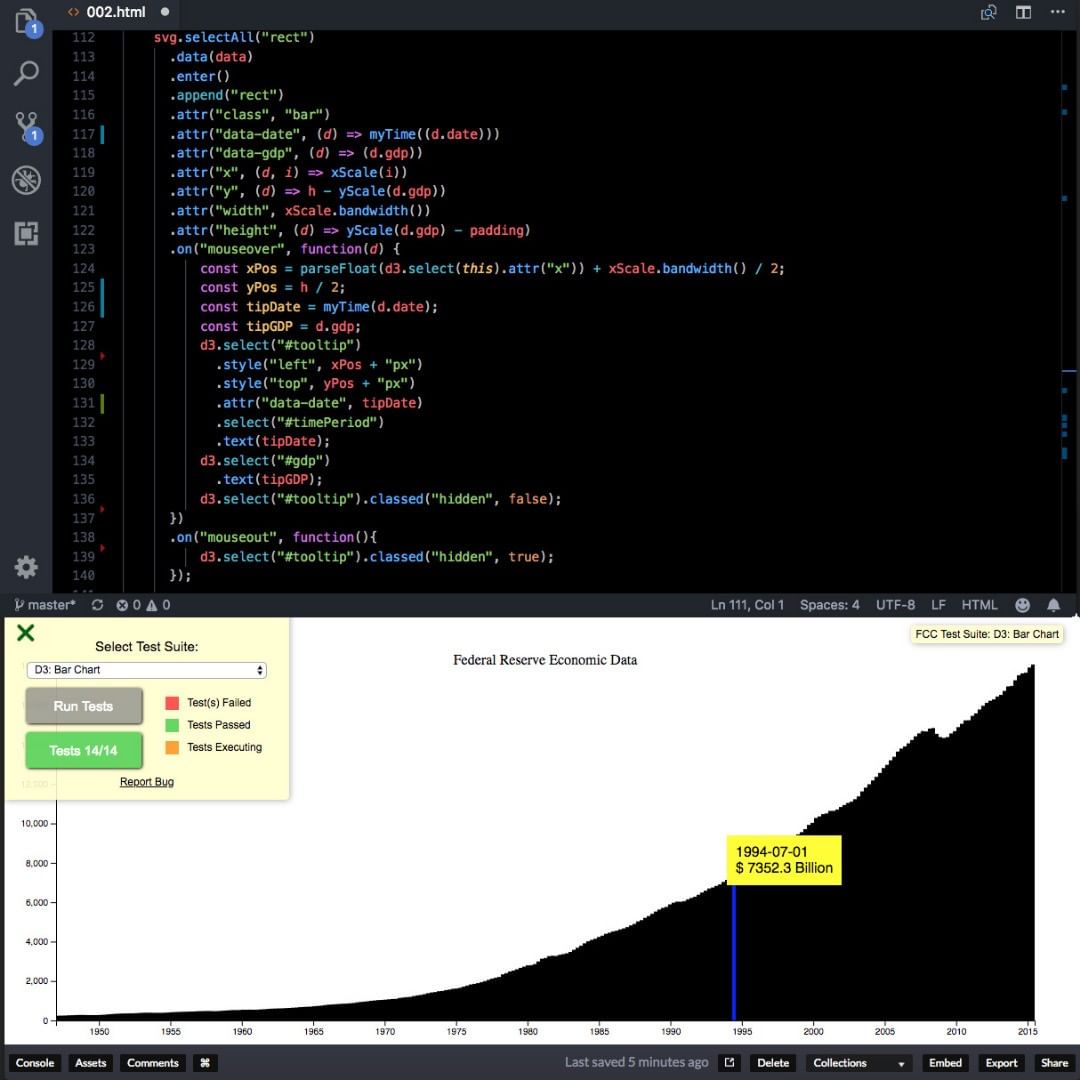 1
1
<> 002.html
112 svg.selectAll("rect")
113 .data(data)
114 .enter()
115 .append("rect")
116 .attr("class", "bar")
117 .attr("data-date", (d) => myTime((d.date)))
118 .attr("data-gdp", (d) => (d.gdp))
119 .attr("x", (d, i) => xScale(i))
120 .attr("y", (d) => h - yScale(d.gdp))
121 .attr("width", xScale.bandwidth())
122 .attr("height", (d) => yScale(d.gdp) - padding)
123 .on("mouseover", function(d) {
124 const xPos = parseFloat(d3.select(this).attr("x")) + xScale.bandwidth() / 2;
125 const yPos = h / 2;
126 const tipDate = myTime(d.date);
127 const tipGDP = d.gdp;
128 d3.select("#tooltip")
129 .style("left", xPos + "px")
130 .style("top", yPos + "px")
131 .attr("data-date", tipDate)
132 .select("#timePeriod")
133 .text(tipDate);
134 d3.select("#gdp")
135 .text(tipGDP);
136 d3.select("#tooltip").classed("hidden", false);
137 })
138 .on("mouseout", function(){
139 d3.select("#tooltip").classed("hidden", true);
140 });
master* 0 0 Ln 111, Col 1 Spaces: 4 UTF-8 LF HTML
FCC Test Suite: D3: Bar Chart
Select Test Suite:
D3: Bar Chart
Run Tests
Tests 14/14
Test(s) Failed
Tests Passed
Tests Executing
Report Bug
Federal Reserve Economic Data
12,000
10,000
8,000
6,000
4,000
2,000
0
1994-07-01
$ 7352.3 Billion
1950 1955 1960 1965 1970 1975 1980 1985 1990 1995 2000 2005 2010 2015
Console Assets Comments ⌘ Last saved 5 minutes ago Delete Collections Embed Export Share